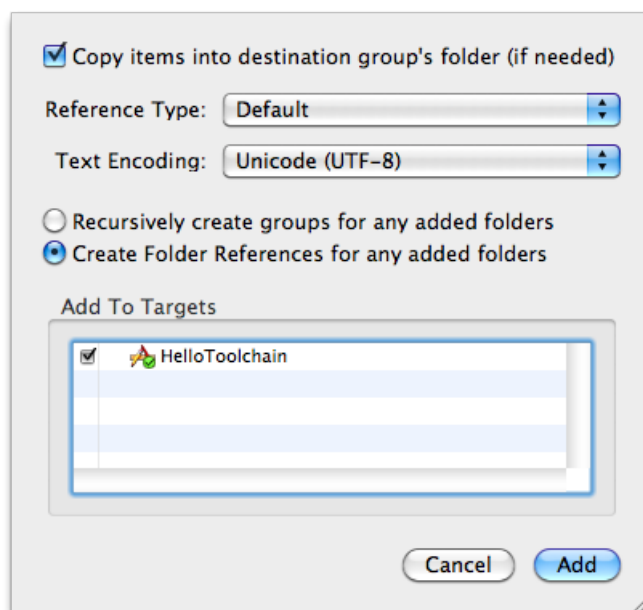 Copy items into destination group's folder (if needed)
Reference Type: Default
Text Encoding: Unicode (UTF-8)
Recursively create groups for any added folders
Create Folder References for any added folders
Add To Targets
HelloToolchain
Cancel Add